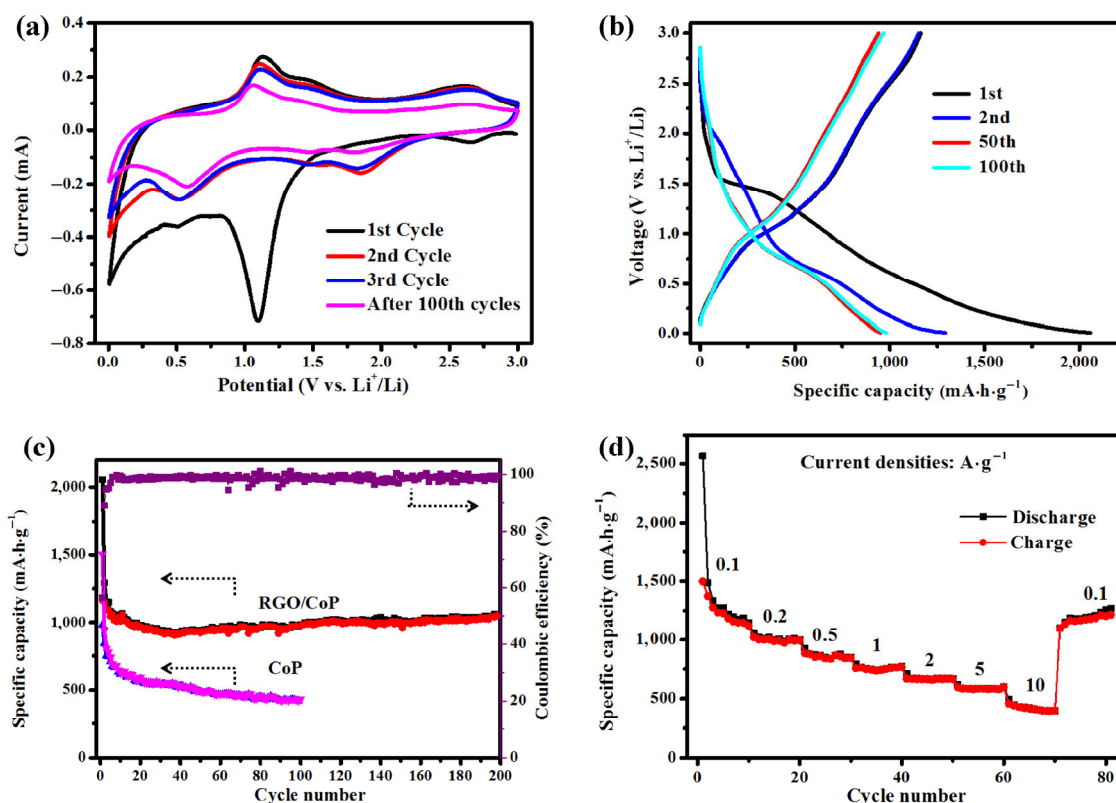 (a)
0.4
0.2
0.0
−0.2
−0.4
−0.6
−0.8
Current (mA)
1st Cycle
2nd Cycle
3rd Cycle
After 100th cycles
0.0 0.5 1.0 1.5 2.0 2.5 3.0
Potential (V vs. Li⁺/Li)
(b)
3.0
2.5
2.0
1.5
1.0
0.5
0.0
Voltage (V vs. Li⁺/Li)
1st
2nd
50th
100th
0 500 1,000 1,500 2,000
Specific capacity (mA·h·g⁻¹)
(c)
2,000
1,500
1,000
500
0
Specific capacity (mA·h·g⁻¹)
RGO/CoP
CoP
100
80
60
40
20
0
Coulombic efficiency (%)
0 20 40 60 80 100 120 140 160 180 200
Cycle number
(d)
2,500
2,000
1,500
1,000
500
0
Specific capacity (mA·h·g⁻¹)
Current densities: A·g⁻¹
Discharge
Charge
0.1
0.2
0.5
1
2
5
10
0.1
0 20 40 60 80
Cycle number